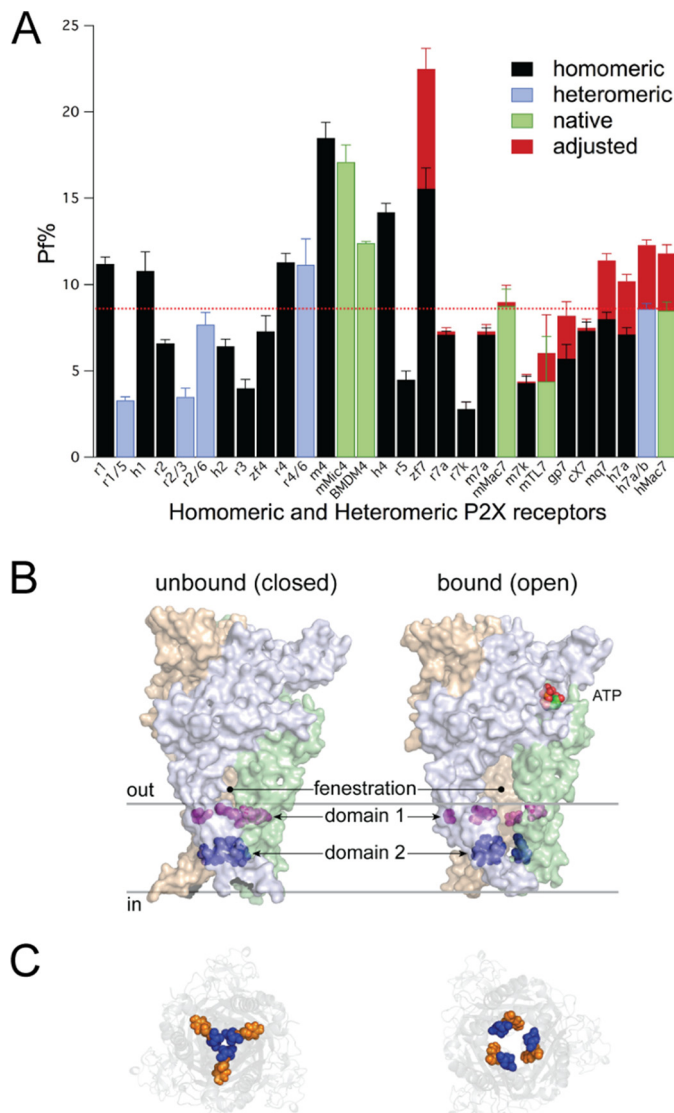 A
25
20
15
10
5
0
Pf%
homomeric
heteromeric
native
adjusted
r1
r1/5
h1
r2
r2/3
r2/6
h2
r3
zf4
r4
r4/6
m4
mMic4
BMDM4
h4
r5
zf7
r7a
r7k
m7a
mMac7
m7k
mTL7
gp7
cX7
mq7
h7a
h7a/b
hMac7
Homomeric and Heteromeric P2X receptors
B
unbound (closed)
bound (open)
ATP
out
fenestration
domain 1
domain 2
in
C